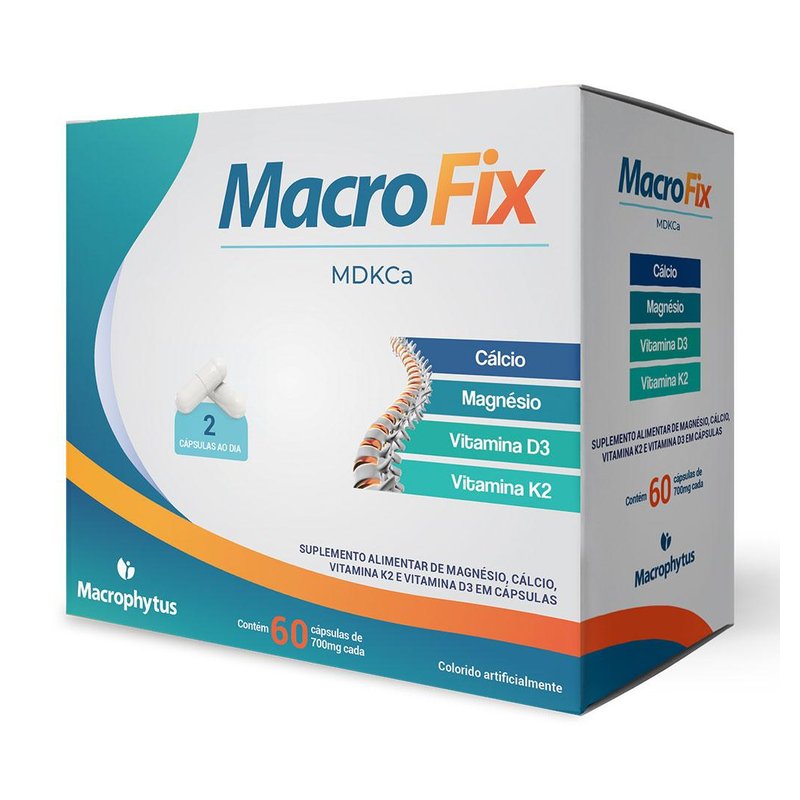 MacroFix
MDKCa
Cálcio
Magnésio
Vitamina D3
Vitamina K2
2
CÁPSULAS AO DIA
SUPLEMENTO ALIMENTAR DE MAGNÉSIO, CÁLCIO,
VITAMINA K2 E VITAMINA D3 EM CÁPSULAS
Macrophytus
Contém 60 cápsulas de
700mg cada
Colorido artificialmente
MacroFix
MDKCa
Cálcio
Magnésio
Vitamina D3
Vitamina K2
SUPLEMENTO ALIMENTAR DE MAGNÉSIO, CÁLCIO,
VITAMINA K2 E VITAMINA D3 EM CÁPSULAS
Contém 60 cápsulas de
700mg cada
Macrophytus